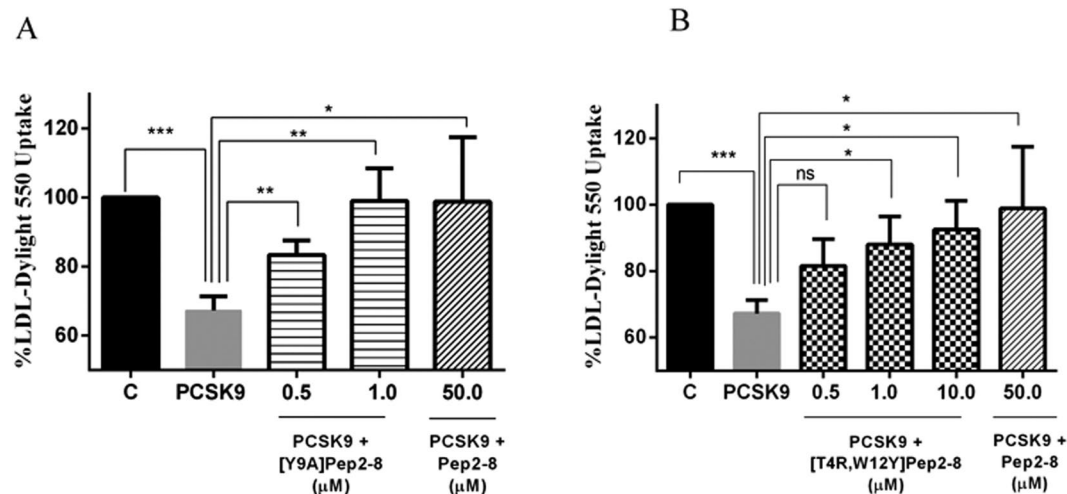 A
%LDL-Dylight 550 Uptake
120
100
80
60
***
*
**
**
C PCSK9 0.5 1.0 50.0
PCSK9 +
[Y9A]Pep2-8
(μM)
PCSK9 +
Pep2-8
(μM)
B
%LDL-Dylight 550 Uptake
120
100
80
60
***
*
*
*
ns
C PCSK9 0.5 1.0 10.0 50.0
PCSK9 +
[T4R,W12Y]Pep2-8
(μM)
PCSK9 +
Pep2-8
(μM)